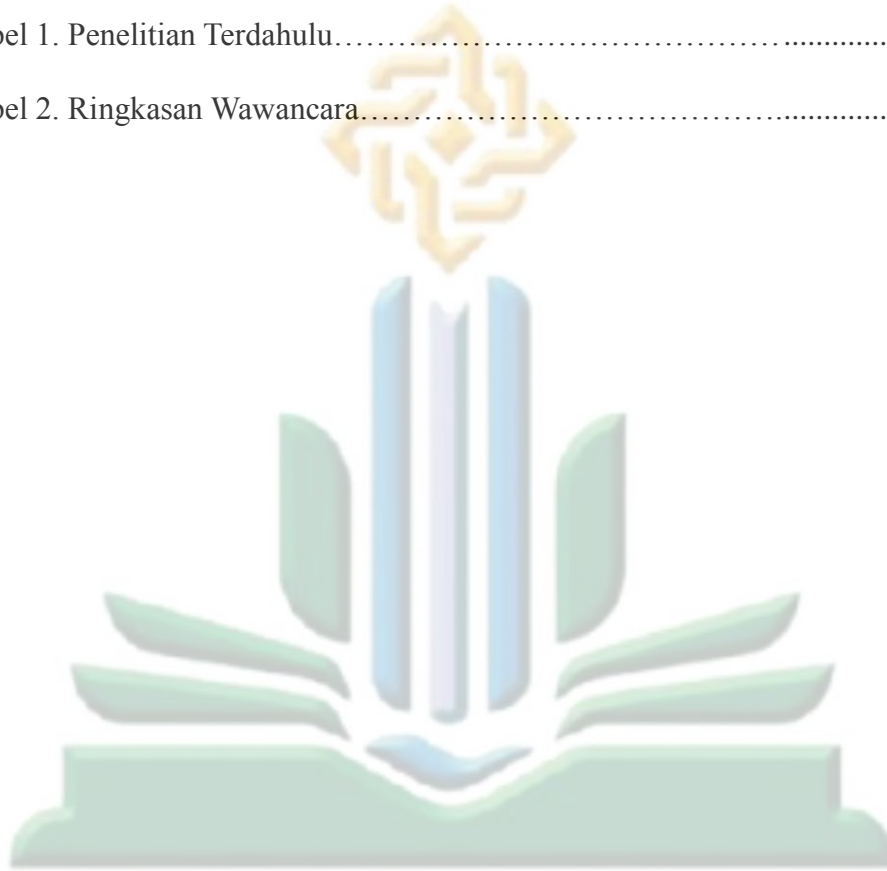 bel 1. Penelitian Terdahulu……………………………………................
bel 2. Ringkasan Wawancara……………………………………................